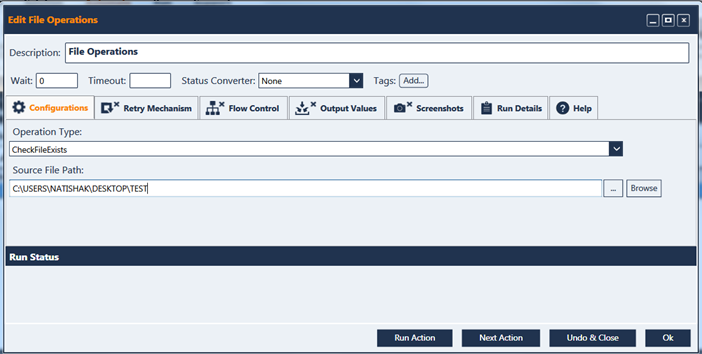 Edit File Operations
Description: File Operations
Wait: 0 Timeout: Status Converter: None Tags: Add...
Configurations Retry Mechanism Flow Control Output Values Screenshots Run Details Help
Operation Type:
CheckFileExists
Source File Path:
C:\USERS\NATISHAK\DESKTOP\TEST ... Browse
Run Status
Run Action Next Action Undo & Close Ok